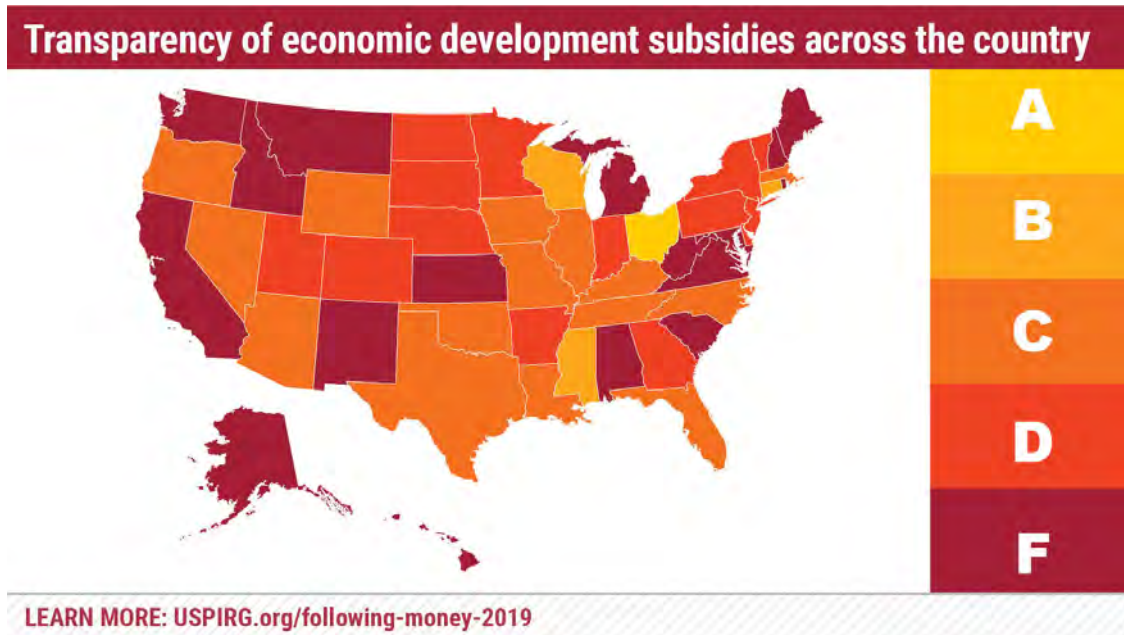 Transparency of economic development subsidies across the country
A
B
C
D
F
LEARN MORE: USPIRG.org/following-money-2019